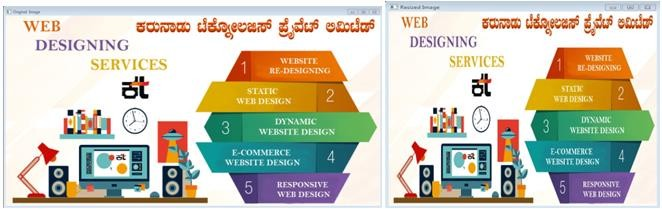 Original Image
WEB
DESIGNING
SERVICES
ಕರುನಾಡು ಟೆಕ್ನೋಲಜಿಸ್ ಪ್ರೈವೆಟ್ ಲಿಮಿಟೆಡ್
1 WEBSITE
RE-DESIGNING
STATIC
WEB DESIGN 2
3 DYNAMIC
WEBSITE DESIGN
E-COMMERCE
WEBSITE DESIGN 4
5 RESPONSIVE
WEB DESIGN
Resized Image
WEB
DESIGNING
SERVICES
ಕರುನಾಡು ಟೆಕ್ನೋಲಜಿಸ್ ಪ್ರೈವೆಟ್ ಲಿಮಿಟೆಡ್
1 WEBSITE
RE-DESIGNING
STATIC
WEB DESIGN 2
3 DYNAMIC
WEBSITE DESIGN
E-COMMERCE
WEBSITE DESIGN 4
5 RESPONSIVE
WEB DESIGN